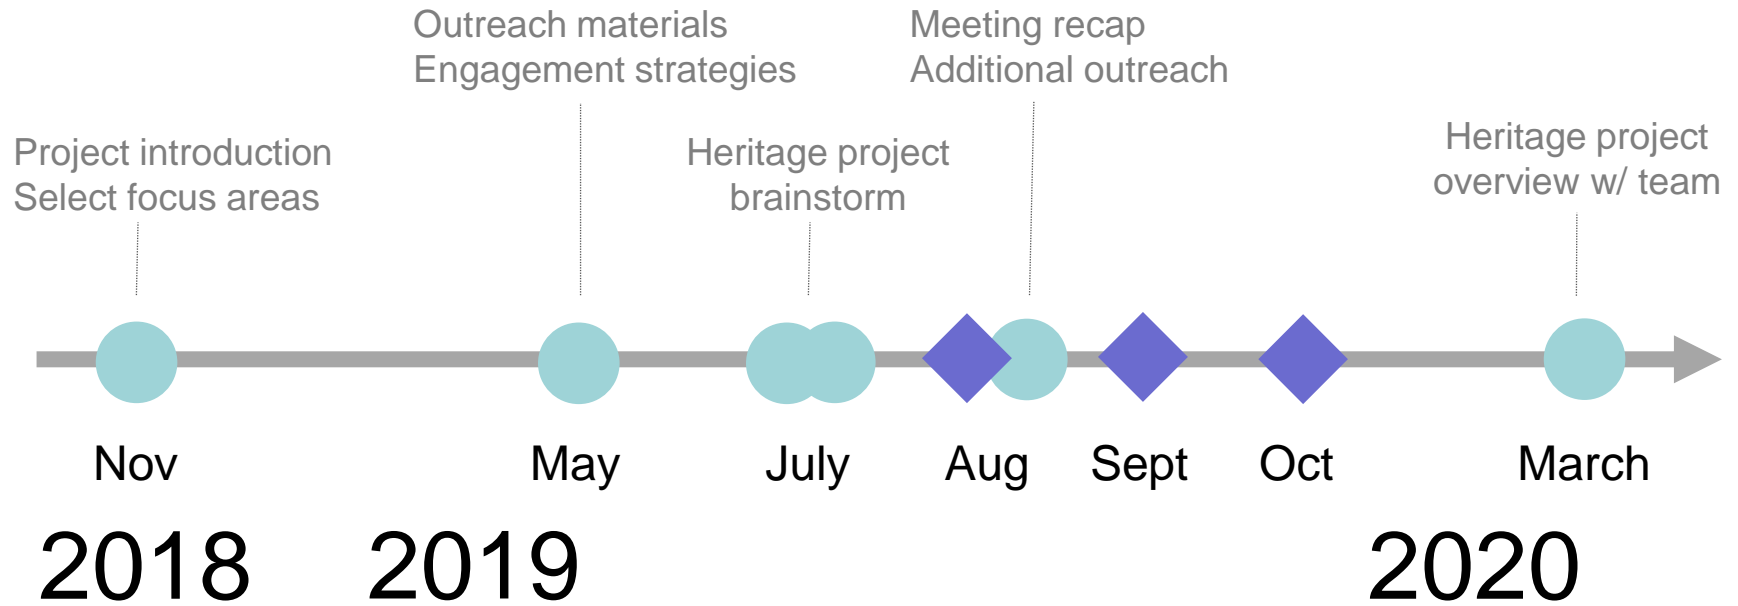 Outreach materials
Engagement strategies
Meeting recap
Additional outreach
Project introduction
Select focus areas
Heritage project
brainstorm
Heritage project
overview w/ team
Nov
May
July
Aug
Sept
Oct
March
2018
2019
2020